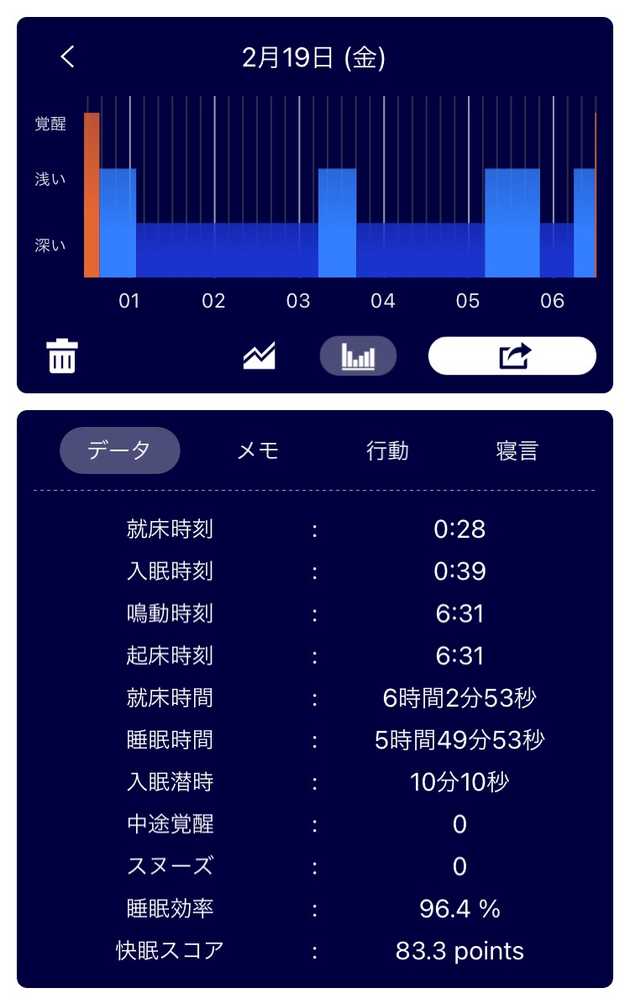 2月19日 (金)
覚醒
浅い
深い
01 02 03 04 05 06
データ メモ 行動 寝言
就床時刻 : 0:28
入眠時刻 : 0:39
鳴動時刻 : 6:31
起床時刻 : 6:31
就床時間 : 6時間2分53秒
睡眠時間 : 5時間49分53秒
入眠潜時 : 10分10秒
中途覚醒 : 0
スヌーズ : 0
睡眠効率 : 96.4 %
快眠スコア : 83.3 points